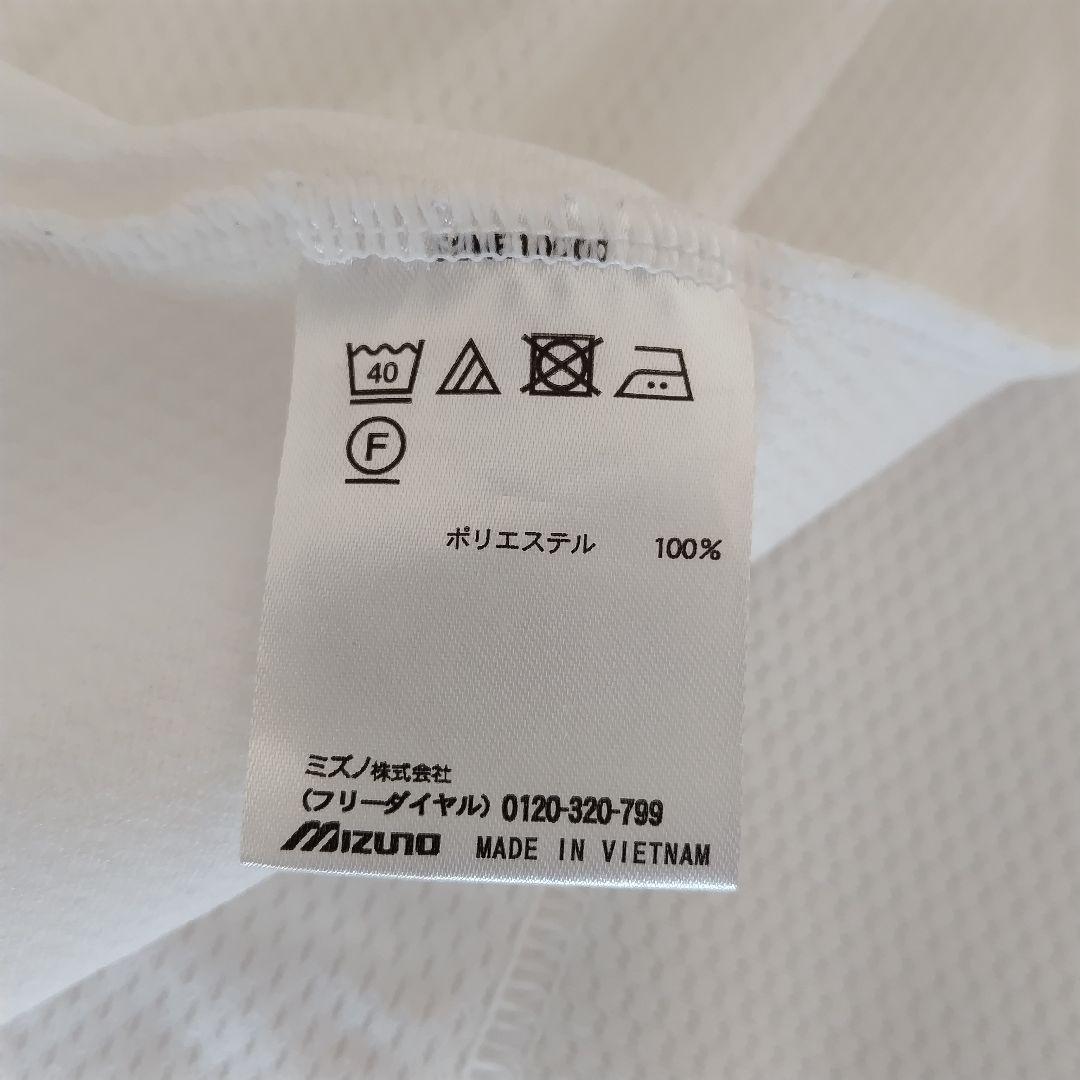 40
F
ポリエステル 100%
ミズノ株式会社
(フリーダイヤル) 0120-320-799
MIZUNO MADE IN VIETNAM